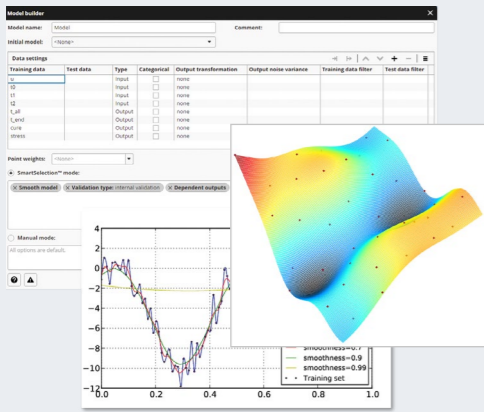 Model builder
Model name: Model Comment:
Initial model: <None>
Data settings
Training data Test data Type Categorical Output transformation Output noise variance Training data filter Test data filter
u Input none
t0 Input none
t1 Input none
t2 Input none
t_all Output none
t_end Output none
cure Output none
stress Output none
Point weights: <None>
SmartSelection™ mode:
× Smooth model × Validation type: internal validation × Dependent outputs
Manual mode:
All options are default.
4
2
0
−2
−4
−6
−8
−10
−12
0.0 0.2 0.4 0.6 0.8 1.0
smoothness=0.7
smoothness=0.9
smoothness=0.99
Training set